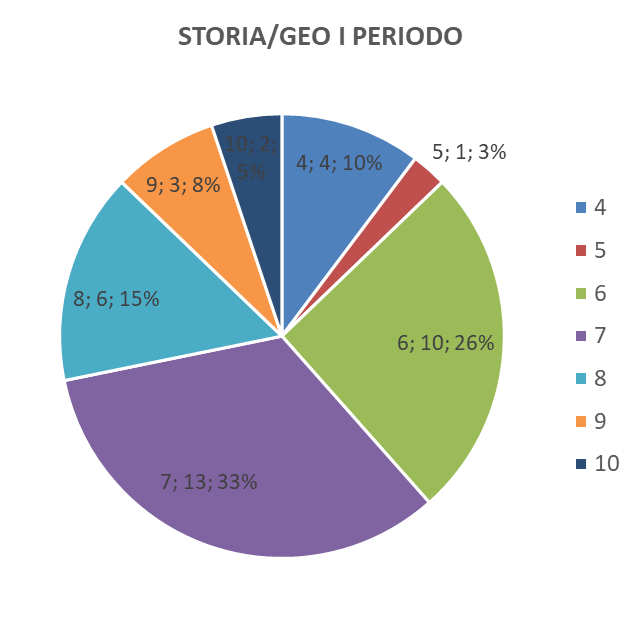 STORIA/GEO I PERIODO
10; 2;
5%
4; 4; 10%
5; 1; 3%
9; 3; 8%
8; 6; 15%
6; 10; 26%
7; 13; 33%
4
5
6
7
8
9
10